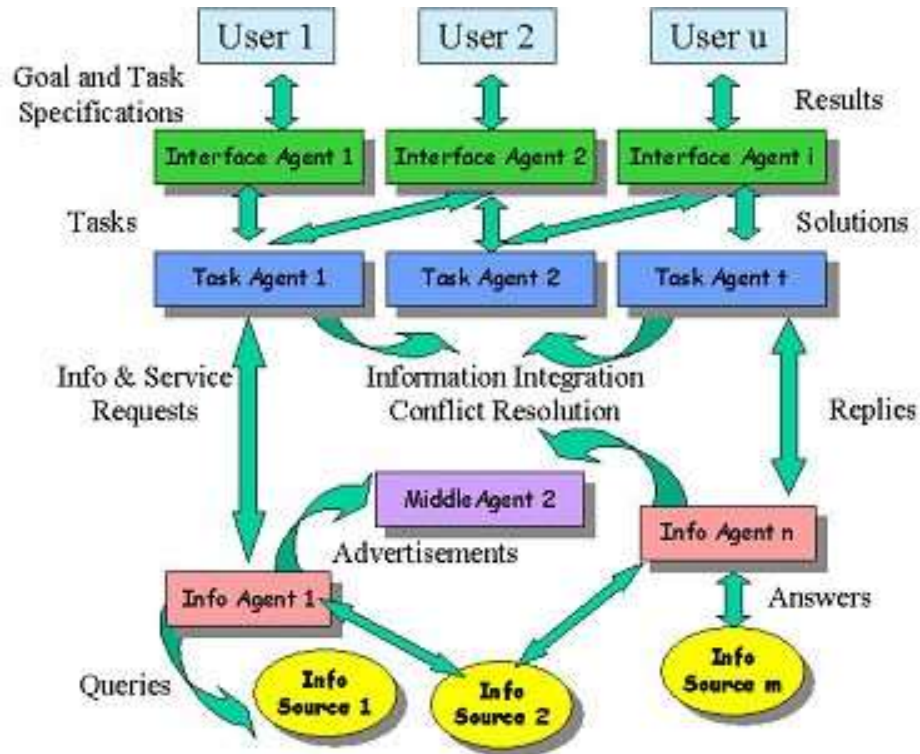 User 1
User 2
User u
Goal and Task
Specifications
Results
Interface Agent 1
Interface Agent 2
Interface Agent i
Tasks
Solutions
Task Agent 1
Task Agent 2
Task Agent t
Info & Service
Requests
Information Integration
Conflict Resolution
Replies
Middle Agent 2
Info Agent n
Advertisements
Info Agent 1
Answers
Queries
Info
Source 1
Info
Source 2
Info
Source m